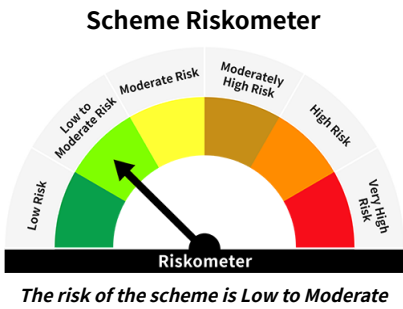 Scheme Riskometer
Low Risk
Low to
Moderate Risk
Moderate Risk
Moderately
High Risk
High Risk
Very High
Risk
Riskometer
The risk of the scheme is Low to Moderate